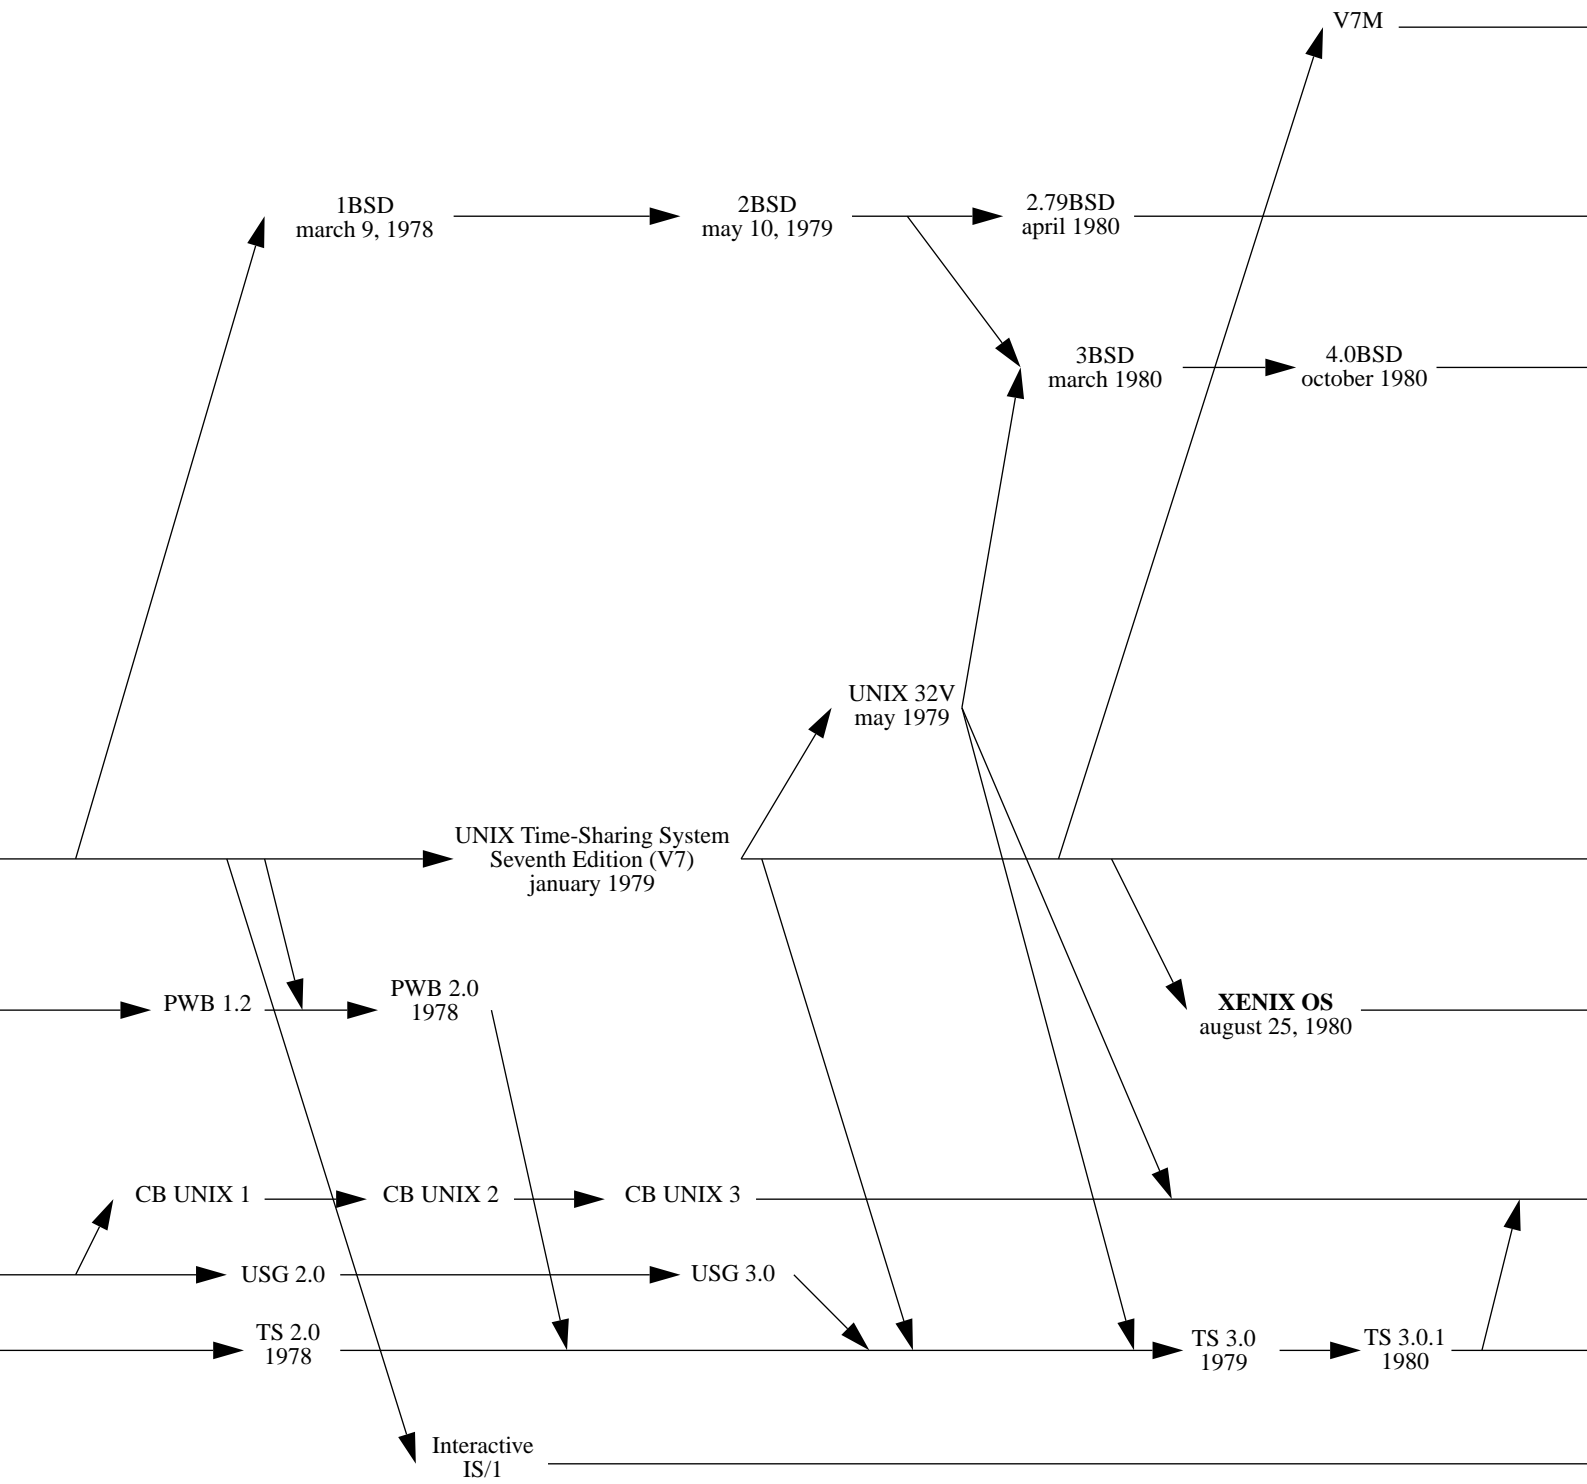 V7M
1BSD
march 9, 1978
2BSD
may 10, 1979
2.79BSD
april 1980
3BSD
march 1980
4.0BSD
october 1980
UNIX 32V
may 1979
UNIX Time-Sharing System
Seventh Edition (V7)
january 1979
PWB 1.2
PWB 2.0
1978
XENIX OS
august 25, 1980
CB UNIX 1
CB UNIX 2
CB UNIX 3
USG 2.0
USG 3.0
TS 2.0
1978
TS 3.0
1979
TS 3.0.1
1980
Interactive
IS/1